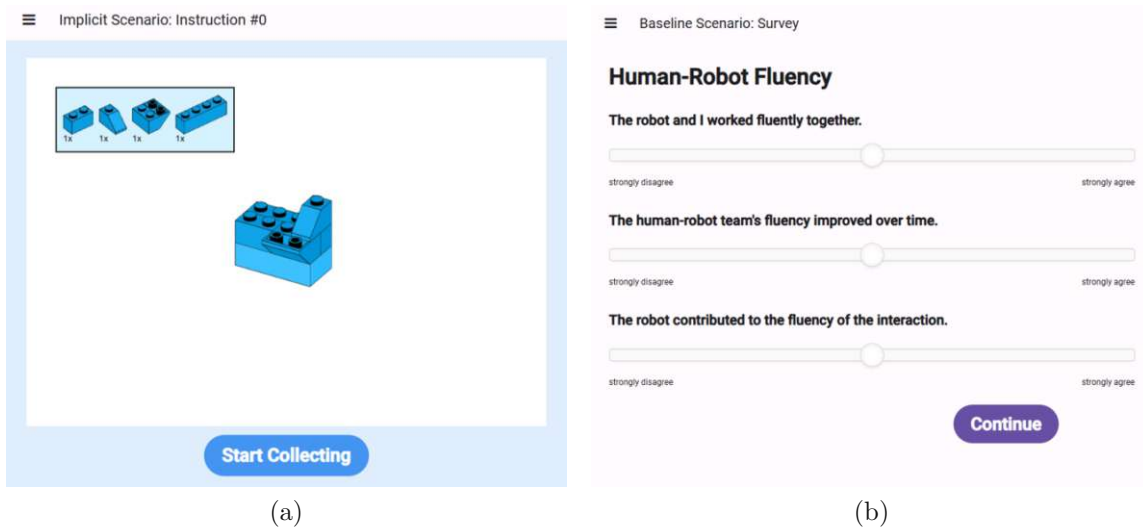 ≡ Implicit Scenario: Instruction #0
1x 1x 1x 1x
Start Collecting
(a)
≡ Baseline Scenario: Survey
Human-Robot Fluency
The robot and I worked fluently together.
strongly disagree strongly agree
The human-robot team's fluency improved over time.
strongly disagree strongly agree
The robot contributed to the fluency of the interaction.
strongly disagree strongly agree
Continue
(b)